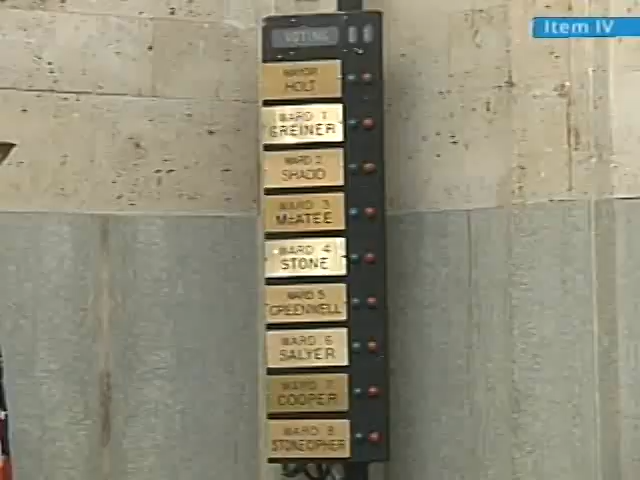 Item IV
VOTING
MAYOR
HOLT
WARD 1
GREINER
WARD 2
SHADID
WARD 3
McATEE
WARD 4
STONE
WARD 5
GREENWELL
WARD 6
SALYER
WARD 7
COOPER
WARD 8
STONECIPHER